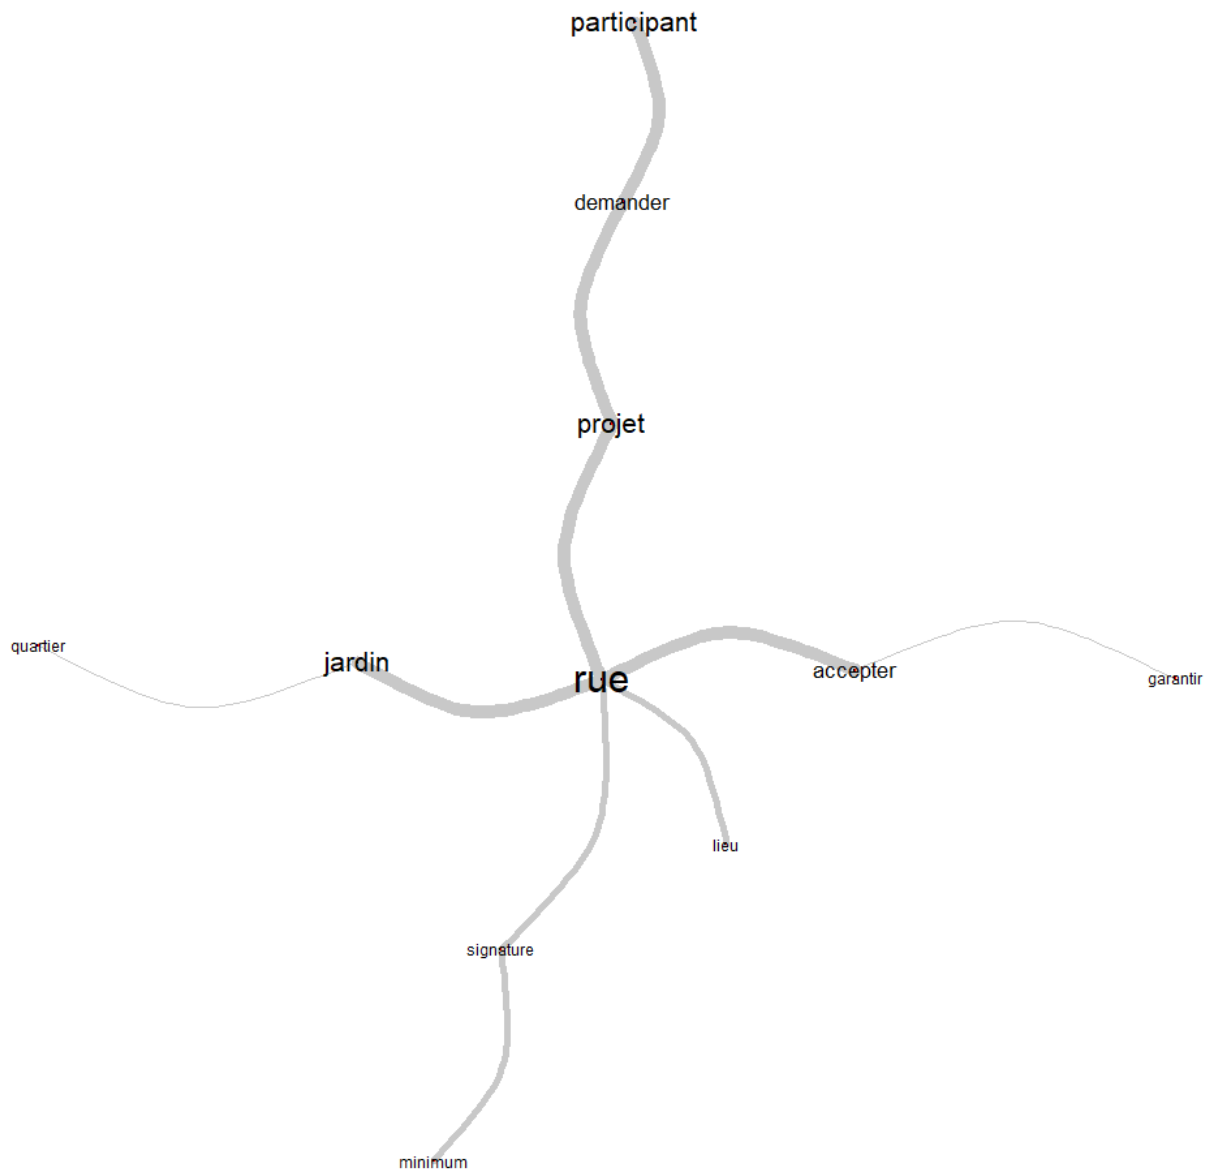 participant
demander
projet
quartier
jardin
rue
accepter
garantir
lieu
signature
minimum